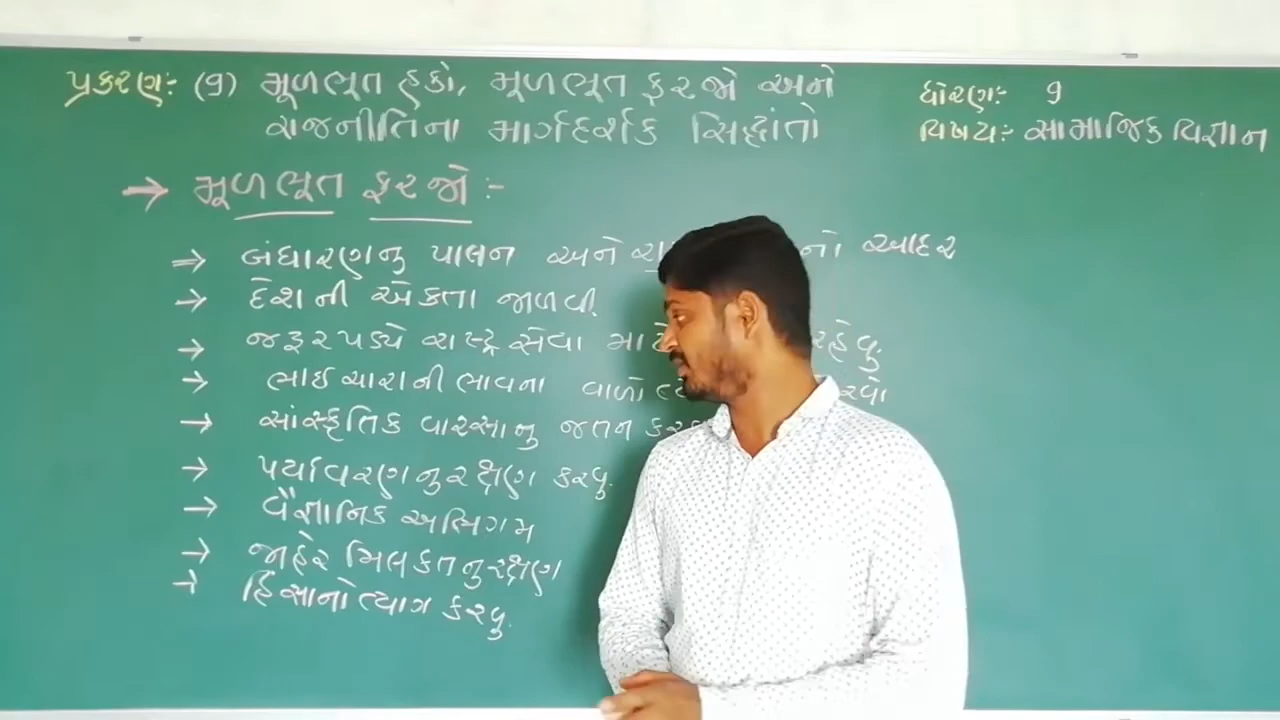 પ્રકરણ: (9) મૂળભૂત હકો, મૂળભૂત ફરજો અને
રાજનીતિના માર્ગદર્શક સિદ્ધાંતો
ધોરણ: 9
વિષય: સામાજિક વિજ્ઞાન
→ મૂળભૂત ફરજો :-
→ બંધારણનુ પાલન અને નો આદર
→ દેશની એકતા જાળવી.
→ જરૂર પડ્યે રાષ્ટ્રસેવા રહેવુ.
→ ભાઈચારાની ભાવના વાળો
→ સાંસ્કૃતિક વારસાનુ જતન
→ પર્યાવરણનુ રક્ષણ કરવુ.
→ વૈજ્ઞાનિક અભિગમ
→ જાહેર મિલકતનુ રક્ષણ
→ હિંસાનો ત્યાગ કરવુ.